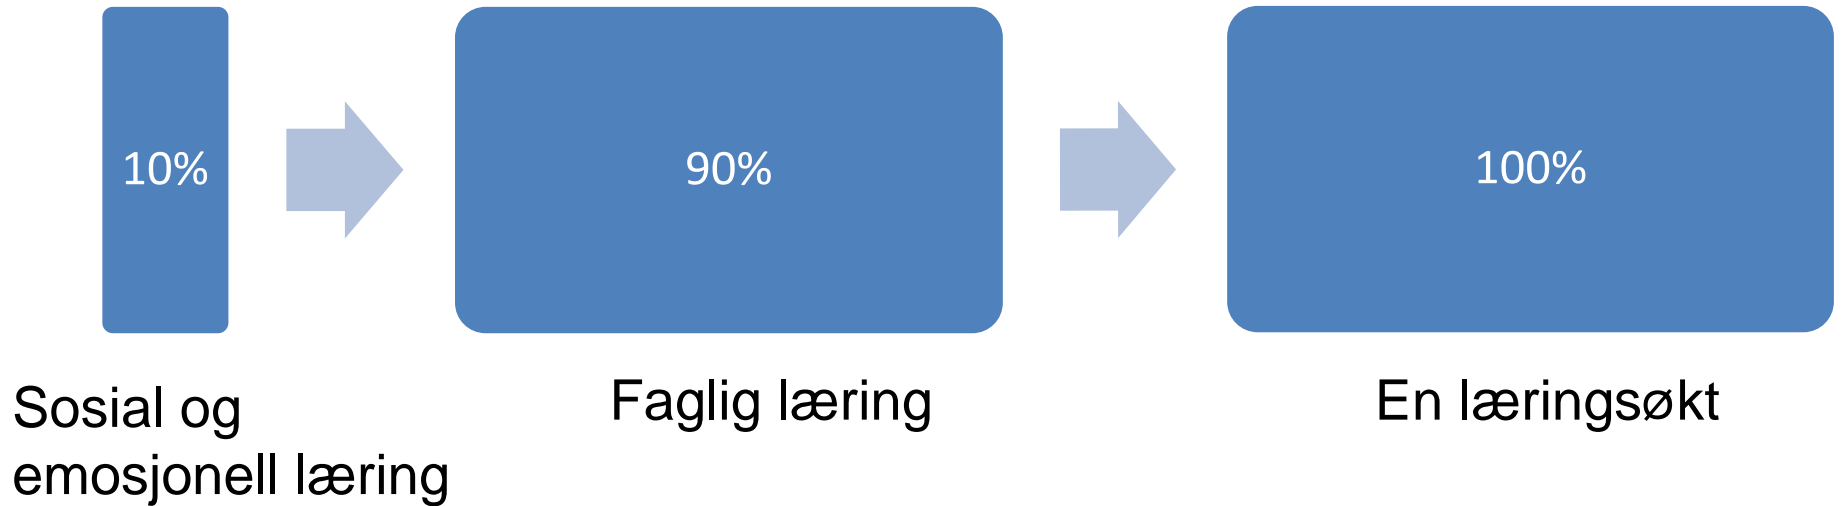 10%
90%
100%
Sosial og
emosjonell læring
Faglig læring
En læringsøkt